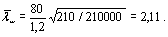 λ̄ₙ = 80/1,2 √210 / 210000 = 2,11 .